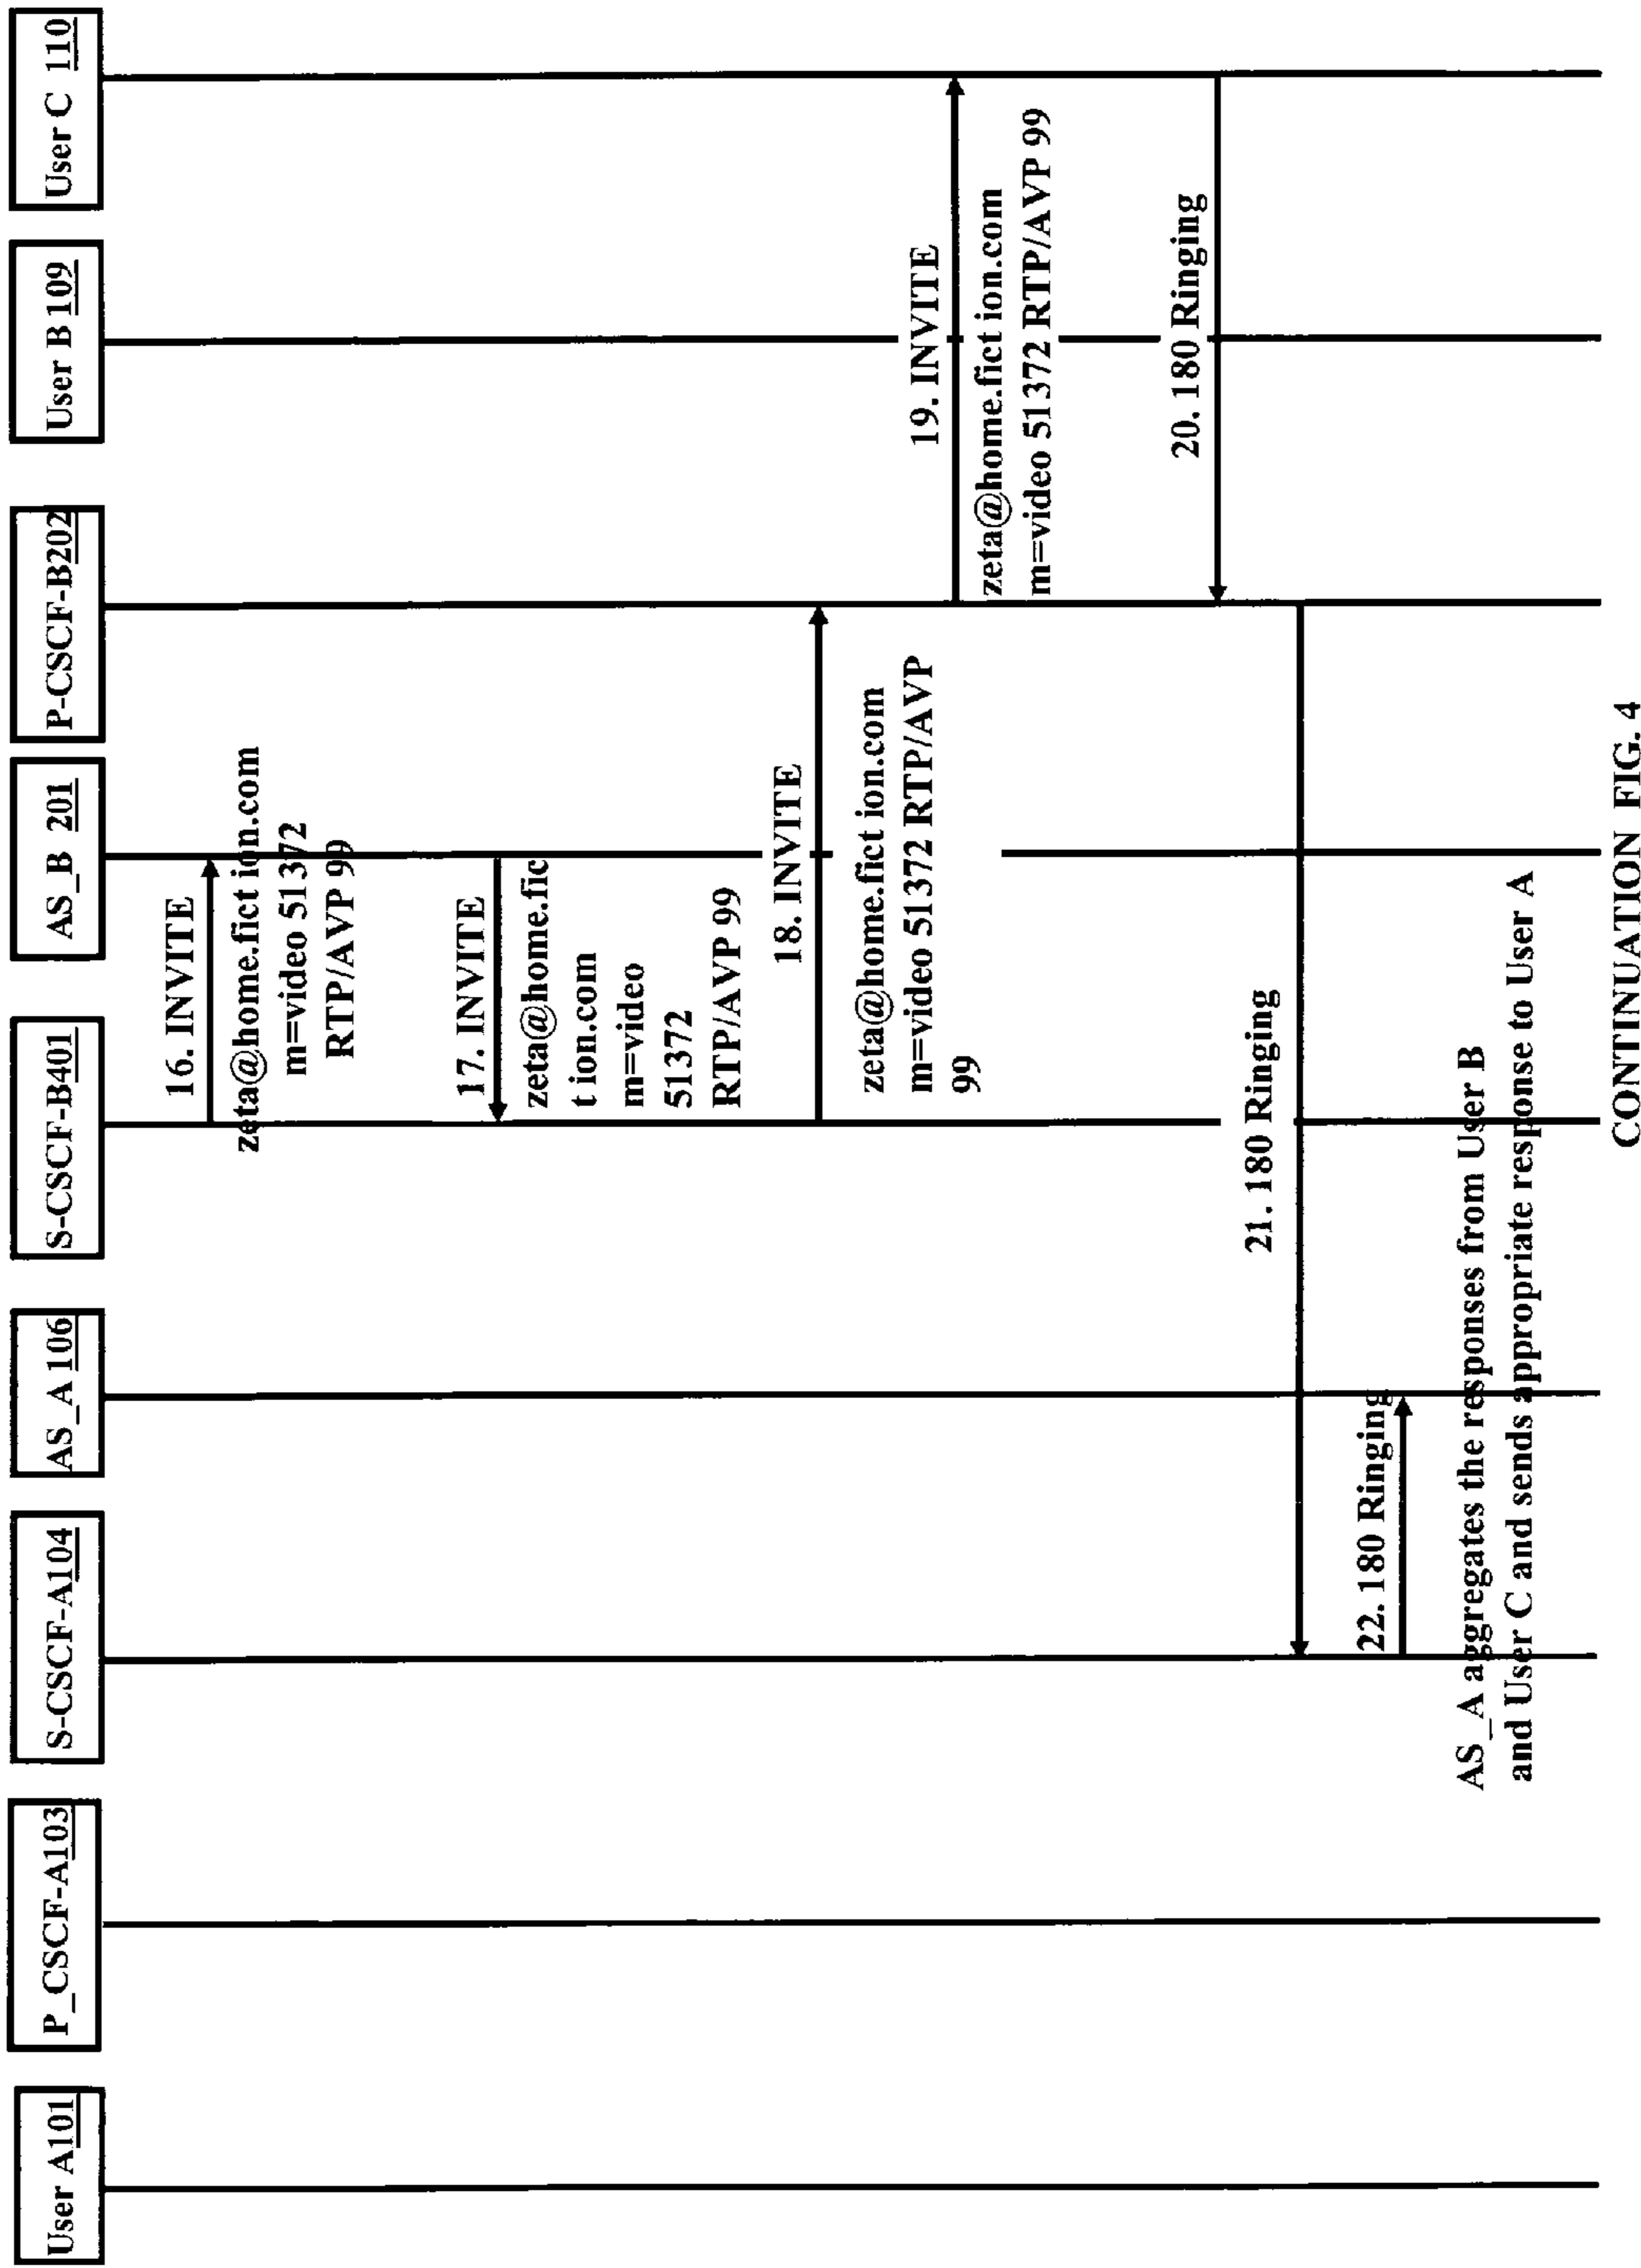 User A101
P_CSCF-A103
S-CSCF-A104
AS_A 106
S-CSCF-B401
AS_B 201
P-CSCF-B202
User B 109
User C 110
16. INVITE
zeta@home.fict ion.com
m=video 51372
RTP/AVP 99
17. INVITE
zeta@home.fic
t ion.com
m=video
51372
RTP/AVP 99
18. INVITE
zeta@home.fict ion.com
m=video 51372 RTP/AVP
99
19. INVITE
zeta@home.fict ion.com
m=video 51372 RTP/AVP 99
20. 180 Ringing
21. 180 Ringing
22. 180 Ringing
AS_A aggregates the responses from User B
and User C and sends appropriate response to User A
CONTINUATION FIG. 4